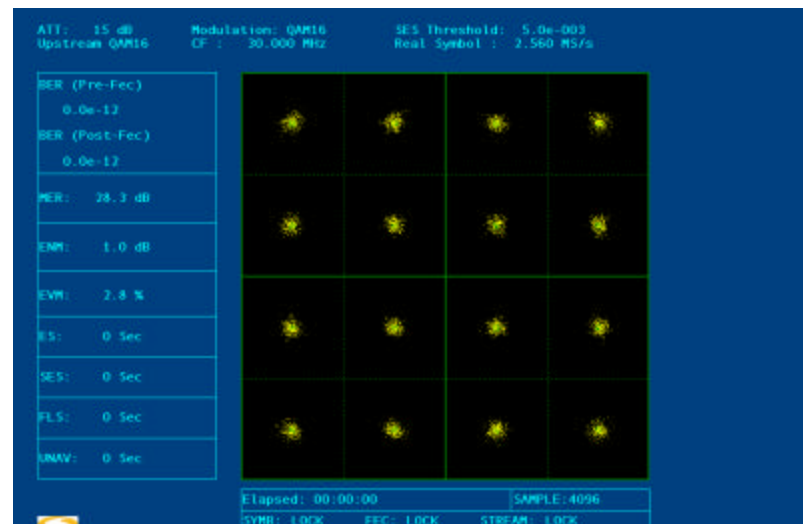 ATT: 15 dB Modulation: QAM16 SES Threshold: 5.0e-003
Upstream QAM16 CF : 30.000 MHz Real Symbol : 2.560 MS/s
BER (Pre-Fec)
0.0e-12
BER (Post-Fec)
0.0e-12
MER: 28.3 dB
ENM: 1.0 dB
EVM: 2.8 %
ES: 0 Sec
SES: 0 Sec
FLS: 0 Sec
UNAV: 0 Sec
Elapsed: 00:00:00 SAMPLE:4096
SYMB: LOCK FEC: LOCK STREAM: LOCK